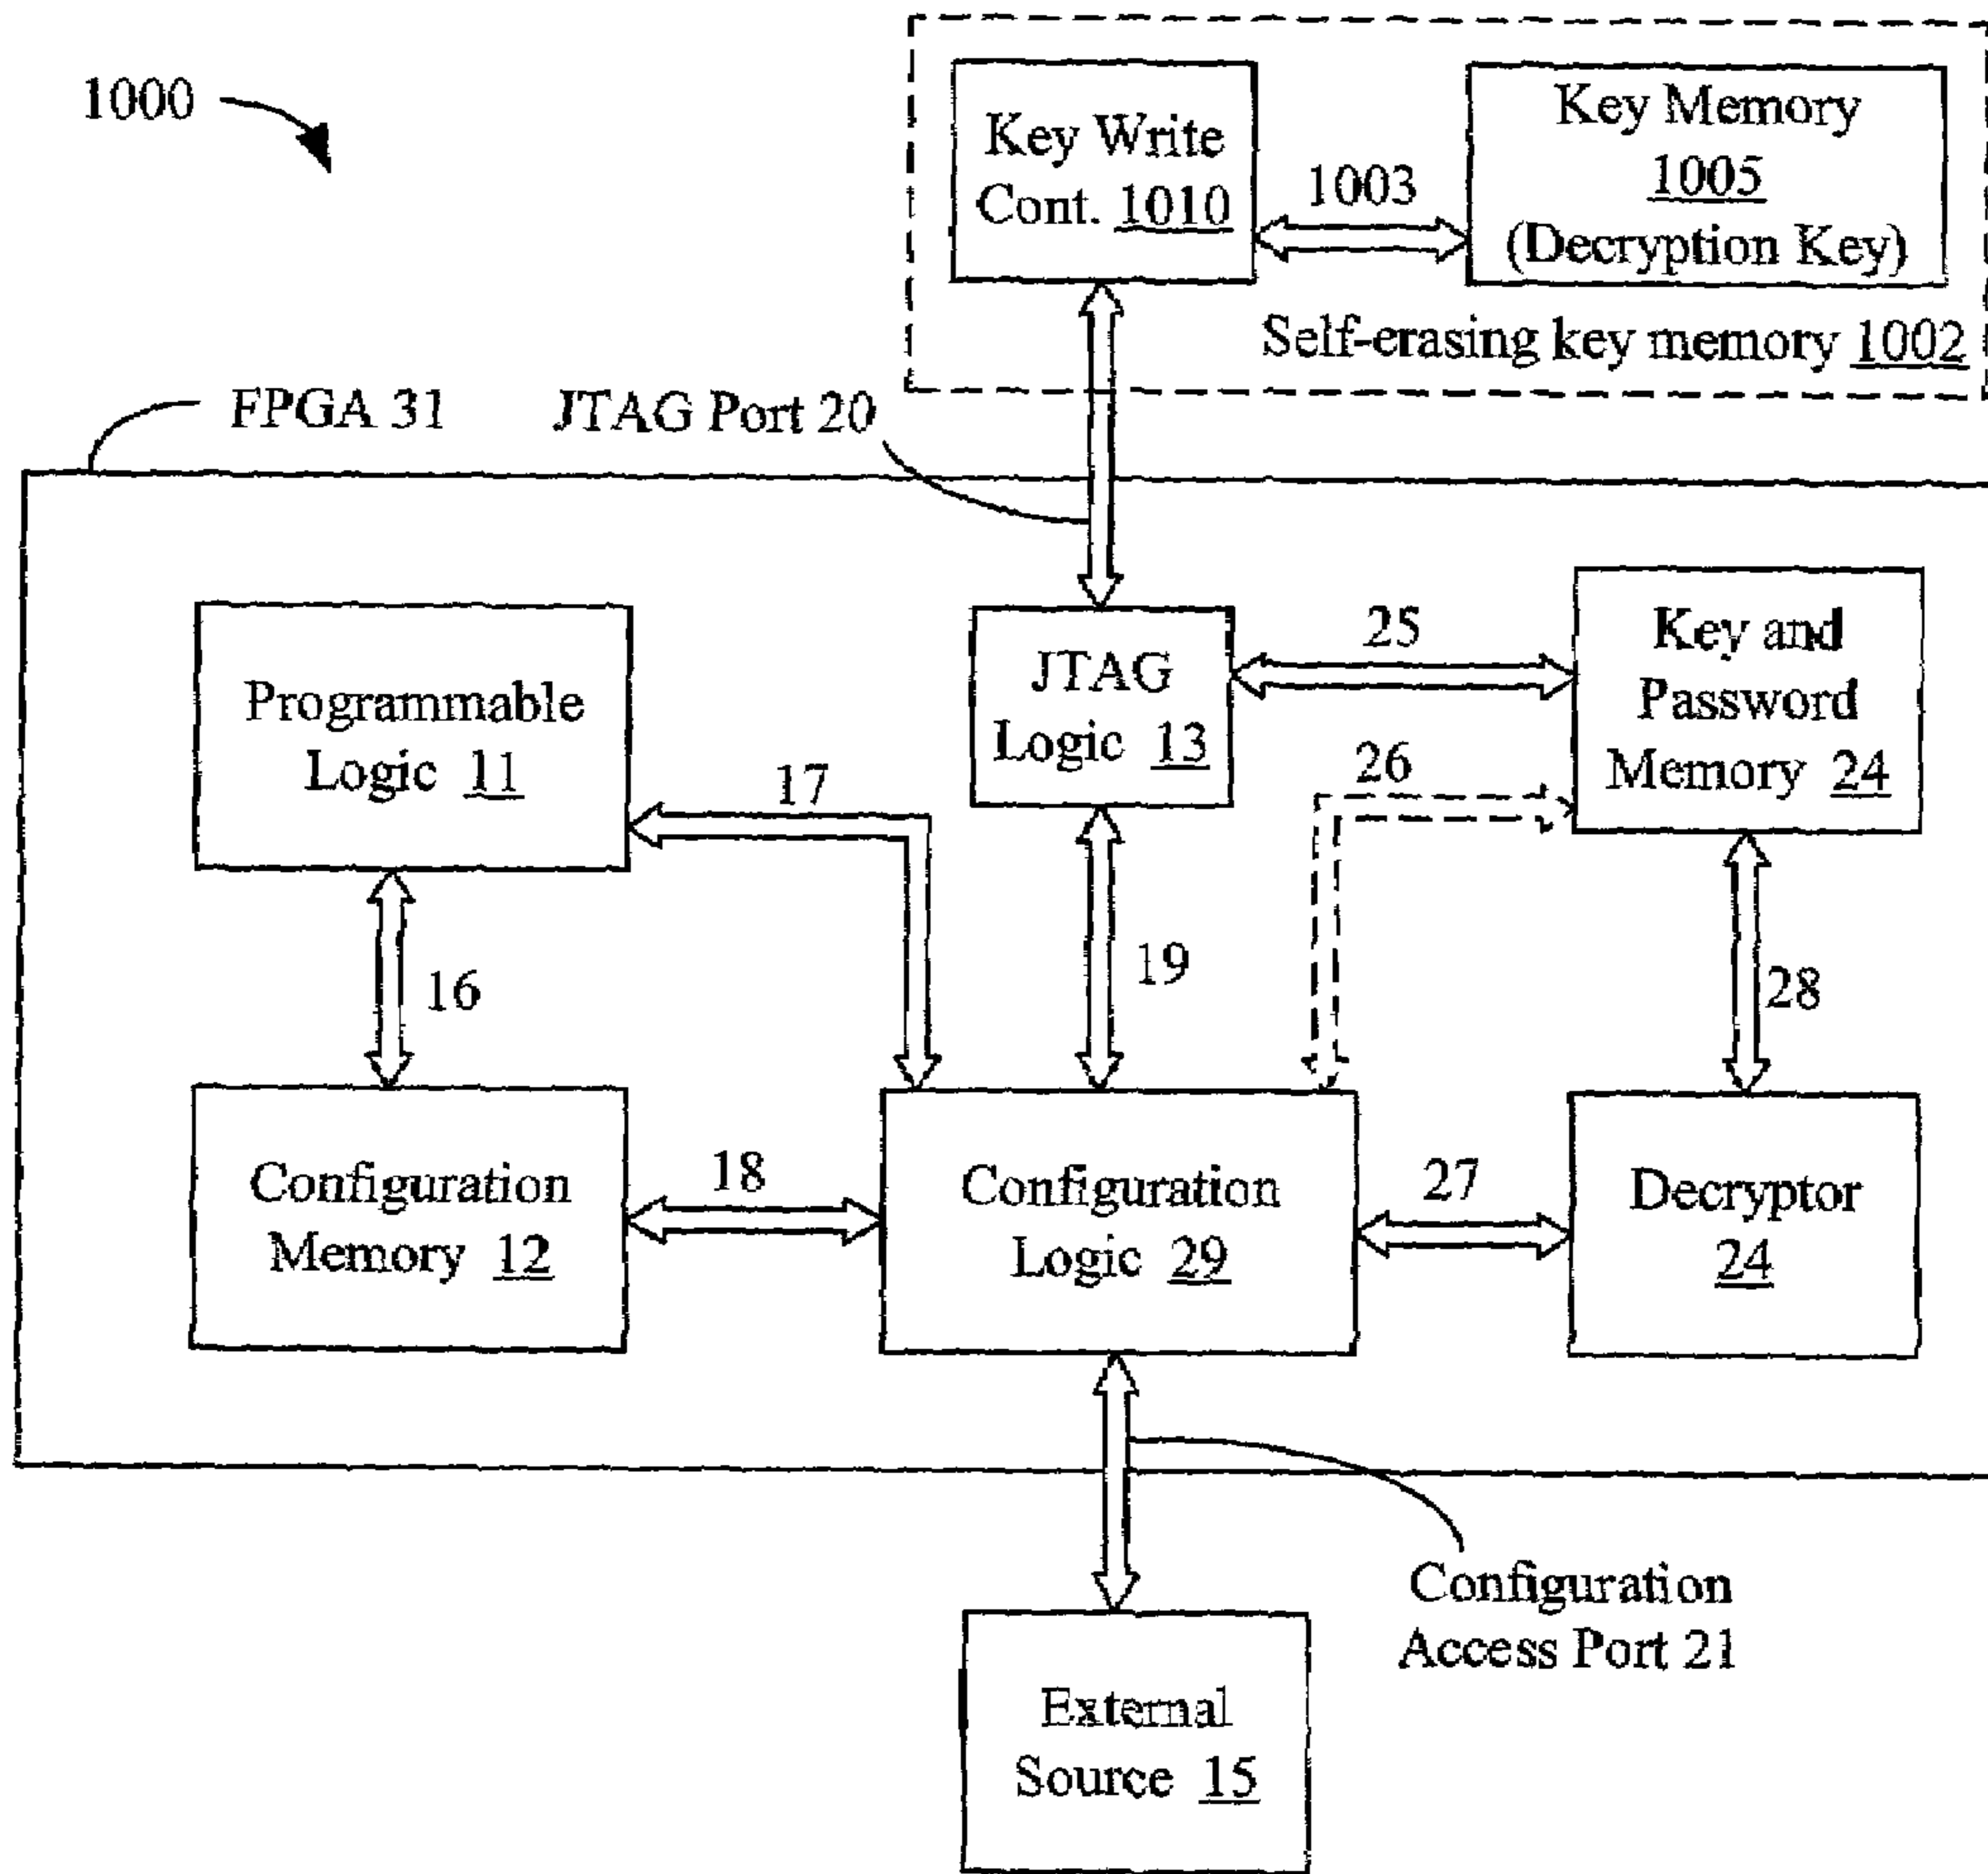 1000
Key Write
Cont. 1010
1003
Key Memory
1005
(Decryption Key)
Self-erasing key memory 1002
FPGA 31
JTAG Port 20
Programmable
Logic 11
JTAG
Logic 13
25
Key and
Password
Memory 24
17
26
16
19
28
Configuration
Memory 12
18
Configuration
Logic 29
27
Decryptor
24
Configuration
Access Port 21
External
Source 15